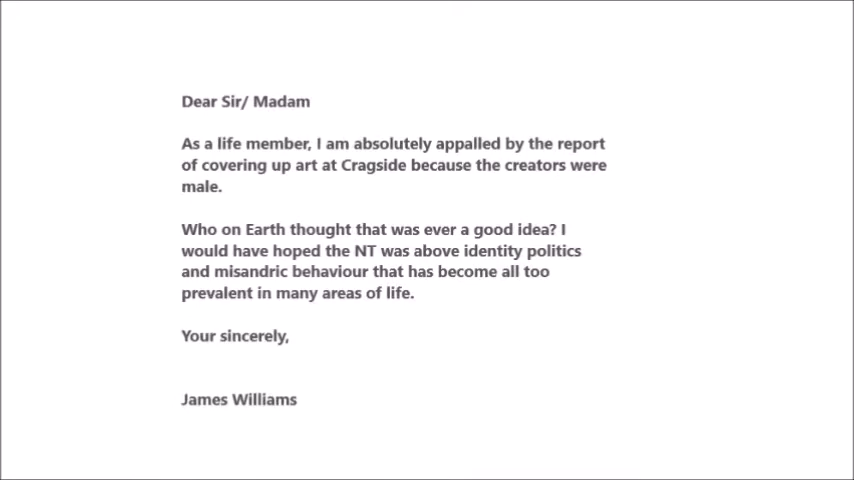 Dear Sir/ Madam
As a life member, I am absolutely appalled by the report
of covering up art at Cragside because the creators were
male.
Who on Earth thought that was ever a good idea? I
would have hoped the NT was above identity politics
and misandric behaviour that has become all too
prevalent in many areas of life.
Your sincerely,
James Williams